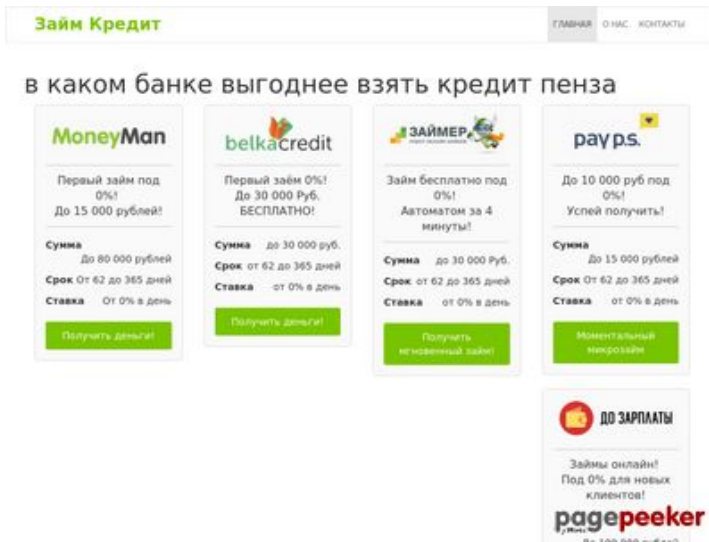 Займ Кредит
ГЛАВНАЯ О НАС КОНТАКТЫ
в каком банке выгоднее взять кредит пенза
MoneyMan
Первый займ под
0%!
До 15 000 рублей!
Сумма
До 80 000 рублей
Срок От 62 до 365 дней
Ставка От 0% в день
Получить деньги!
belkacredit
Первый заём 0%!
До 30 000 Руб.
БЕСПЛАТНО!
Сумма до 30 000 руб.
Срок от 62 до 365 дней
Ставка от 0% в день
Получить деньги!
ЗАЙМЕР
Займ бесплатно под
0%!
Автоматом за 4
минуты!
Сумма до 30 000 Руб.
Срок от 62 до 365 дней
Ставка от 0% в день
Получить
мгновенный займ!
pay p.s.
До 10 000 руб под
0%!
Успей получить!
Сумма
До 15 000 рублей
Срок От 62 до 365 дней
Ставка От 0% в день
Моментальный
микрозайм
ДО ЗАРПЛАТЫ
Займы онлайн!
Под 0% для новых
клиентов!
pagepeeker
До 100 000 рублей